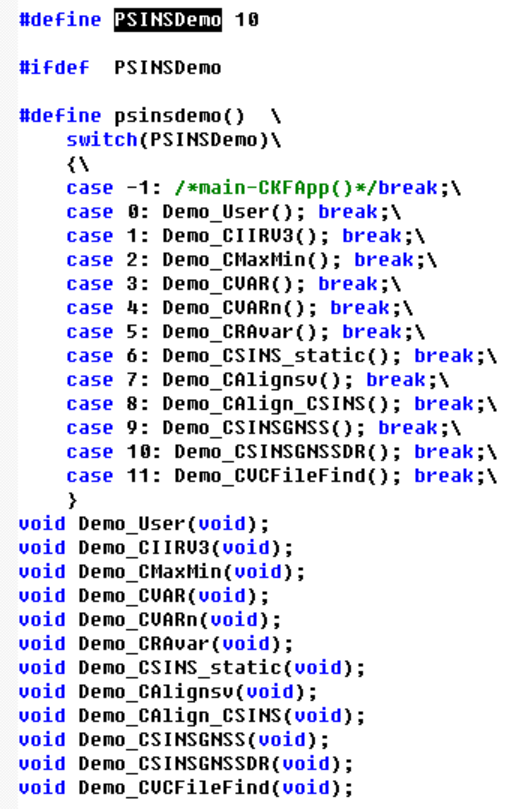 #define PSINSDemo 10
#ifdef  PSINSDemo
#define psinsdemo()  \
    switch(PSINSDemo)\
    {\
    case -1: /*main-CKFApp()*/break;\
    case 0: Demo_User(); break;\
    case 1: Demo_CIIRV3(); break;\
    case 2: Demo_CMaxMin(); break;\
    case 3: Demo_CVAR(); break;\
    case 4: Demo_CVARn(); break;\
    case 5: Demo_CRAvar(); break;\
    case 6: Demo_CSINS_static(); break;\
    case 7: Demo_CAlignsv(); break;\
    case 8: Demo_CAlign_CSINS(); break;\
    case 9: Demo_CSINSGNSS(); break;\
    case 10: Demo_CSINSGNSSDR(); break;\
    case 11: Demo_CVCFileFind(); break;\
    }
void Demo_User(void);
void Demo_CIIRV3(void);
void Demo_CMaxMin(void);
void Demo_CVAR(void);
void Demo_CVARn(void);
void Demo_CRAvar(void);
void Demo_CSINS_static(void);
void Demo_CAlignsv(void);
void Demo_CAlign_CSINS(void);
void Demo_CSINSGNSS(void);
void Demo_CSINSGNSSDR(void);
void Demo_CVCFileFind(void);